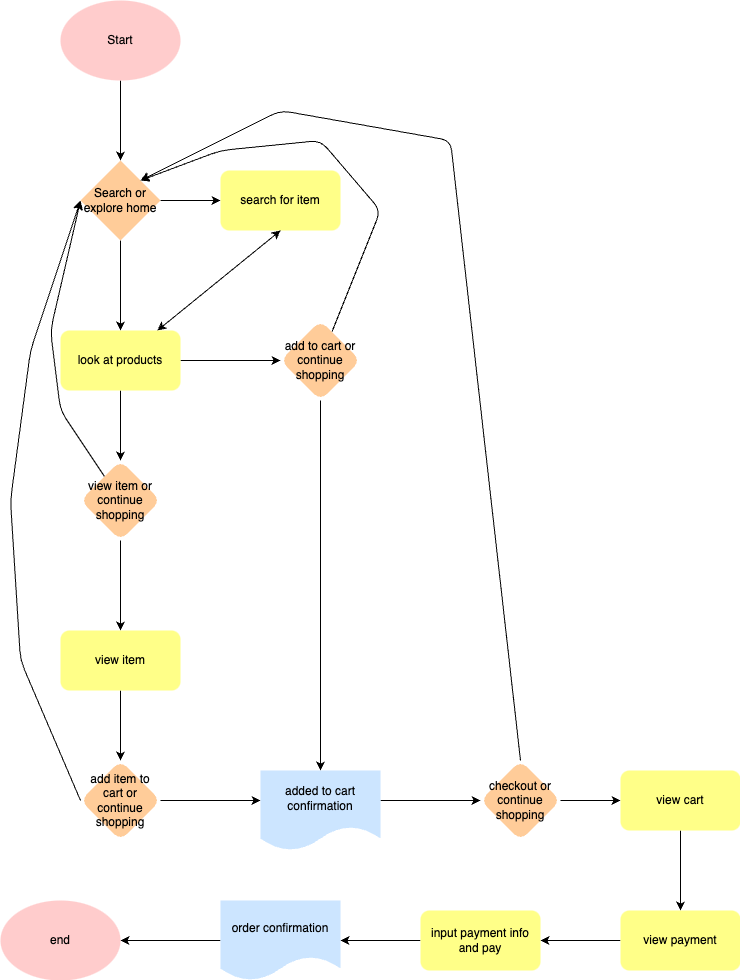 Start
Search or
explore home
search for item
look at products
add to cart or
continue
shopping
view item or
continue
shopping
view item
add item to
cart or
continue
shopping
added to cart
confirmation
checkout or
continue
shopping
view cart
end
order confirmation
input payment info
and pay
view payment